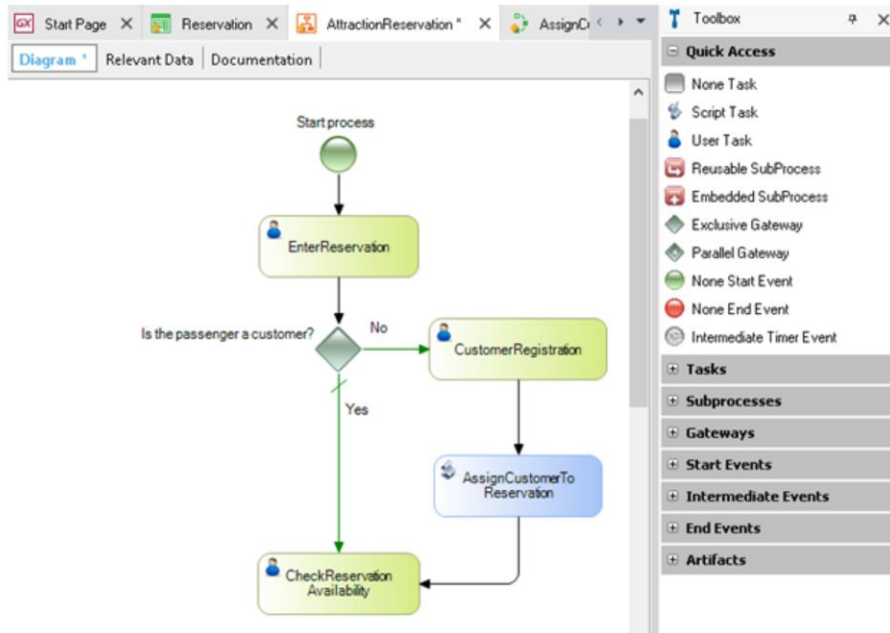 GX Start Page
Reservation
AttractionReservation *
Diagram *
Relevant Data
Documentation
Start process
EnterReservation
Is the passenger a customer?
No
CustomerRegistration
Yes
AssignCustomerTo
Reservation
CheckReservation
Availability
Toolbox
Quick Access
None Task
Script Task
User Task
Reusable SubProcess
Embedded SubProcess
Exclusive Gateway
Parallel Gateway
None Start Event
None End Event
Intermediate Timer Event
Tasks
Subprocesses
Gateways
Start Events
Intermediate Events
End Events
Artifacts